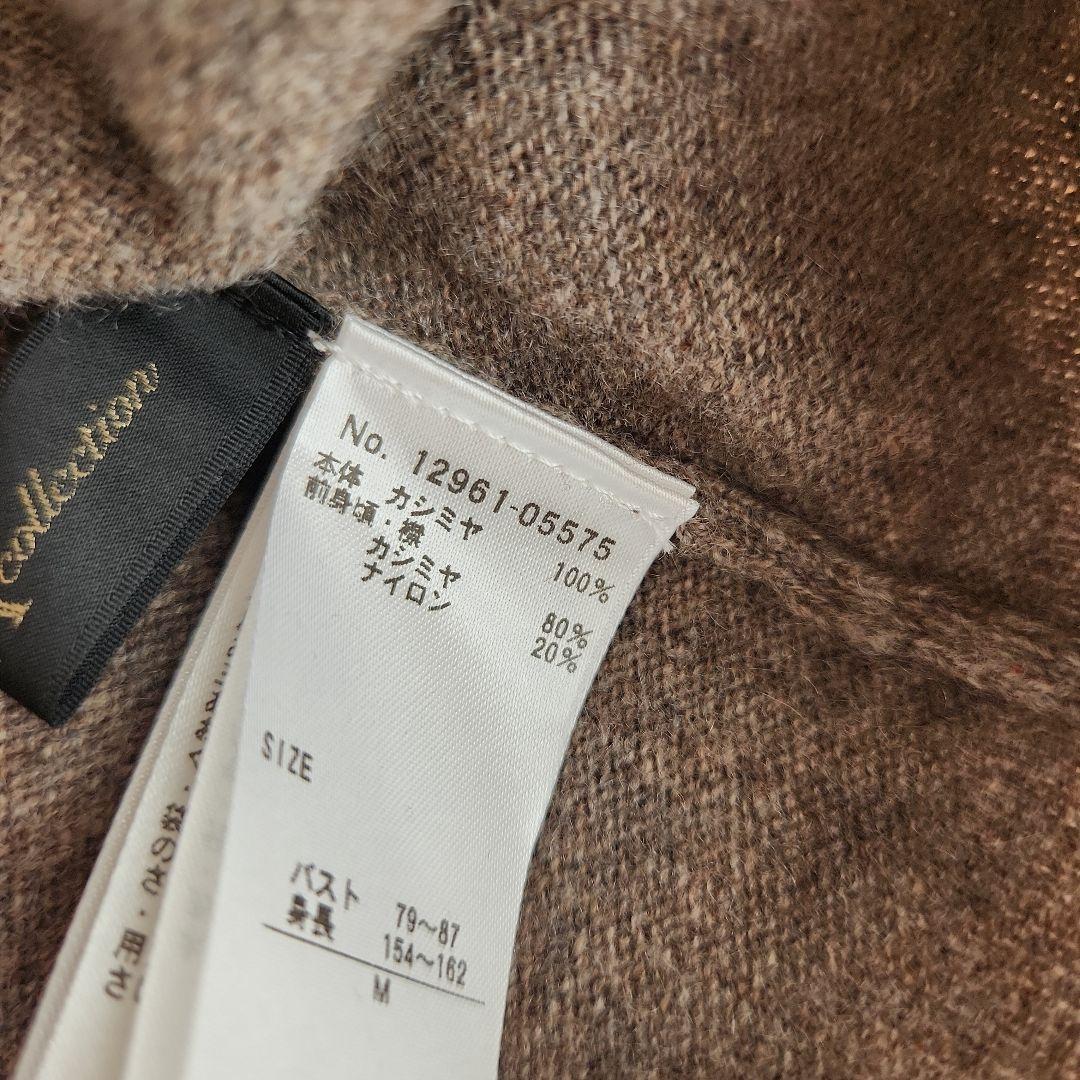 collection
No. 12961-05575
本体 カシミヤ 100%
前身頃・襟
カシミヤ 80%
ナイロン 20%
SIZE
バスト 79～87
身長 154～162
M